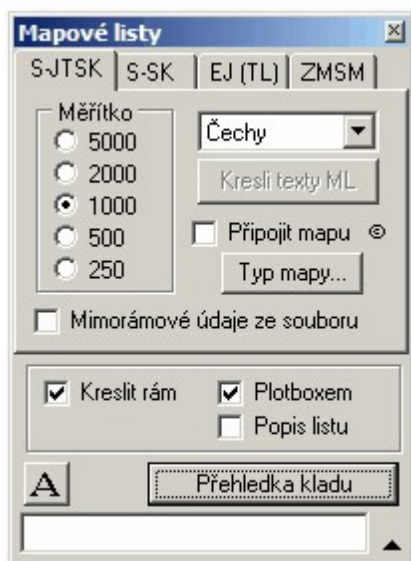 Mapové listy
S-JTSK S-SK EJ (TL) ZMSM
Měřítko
5000
2000
1000
500
250
Čechy
Kresli texty ML
Připojit mapu ©
Typ mapy...
Mimorámové údaje ze souboru
Kreslit rám
Plotboxem
Popis listu
A
Přehledka kladu